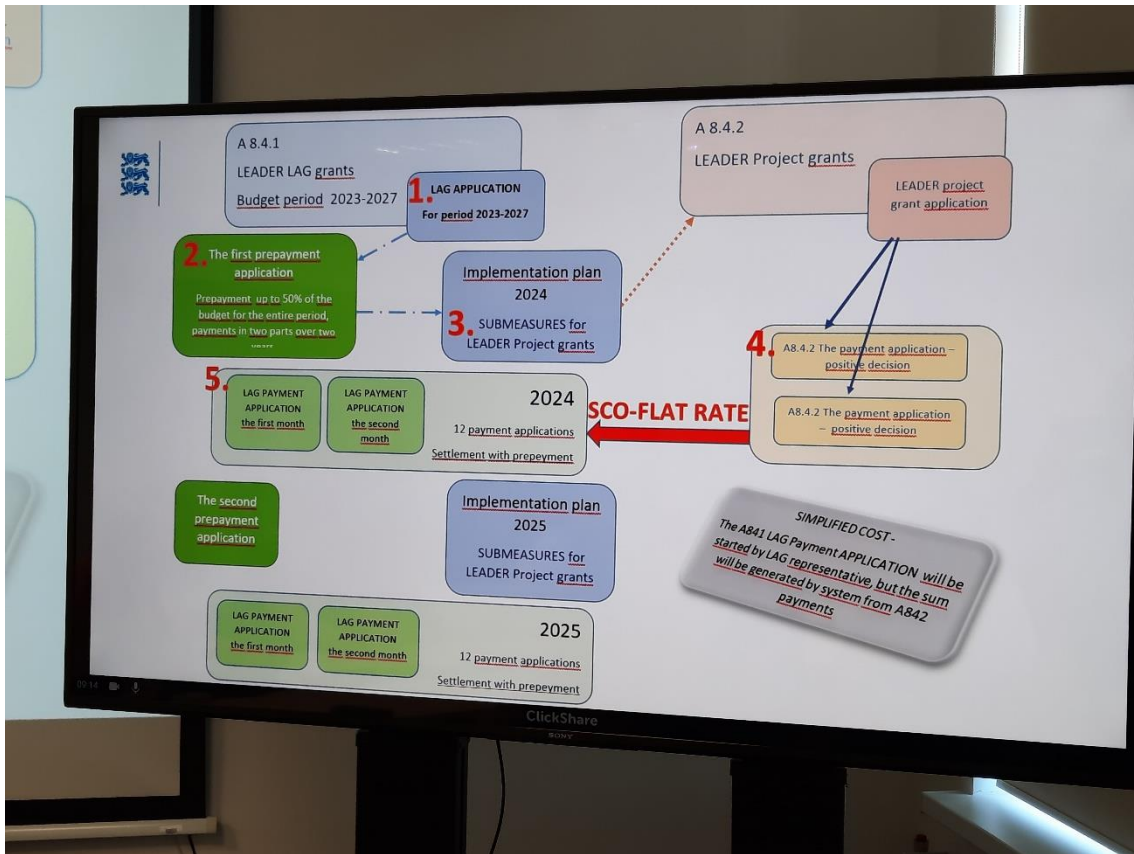 A 8.4.1
LEADER LAG grants
Budget period 2023-2027
1.
LAG APPLICATION
For period 2023-2027
A 8.4.2
LEADER Project grants
LEADER project
grant application
2.
The first prepayment
application
Prepayment up to 50% of the
budget for the entire period,
payments in two parts over two
Implementation plan
2024
3.
SUBMEASURES for
LEADER Project grants
4.
A8.4.2 The payment application –
positive decision
A8.4.2 The payment application
– positive decision
5.
LAG PAYMENT
APPLICATION
the first month
LAG PAYMENT
APPLICATION
the second
month
2024
12 payment applications
Settlement with prepayment
SCO-FLAT RATE
The second
prepayment
application
Implementation plan
2025
SUBMEASURES for
LEADER Project grants
SIMPLIFIED COST -
The A841 LAG Payment APPLICATION will be
started by LAG representative, but the sum
will be generated by system from A842
payments
LAG PAYMENT
APPLICATION
the first month
LAG PAYMENT
APPLICATION
the second month
2025
12 payment applications
Settlement with prepeyment
09:14
ClickShare
SONY